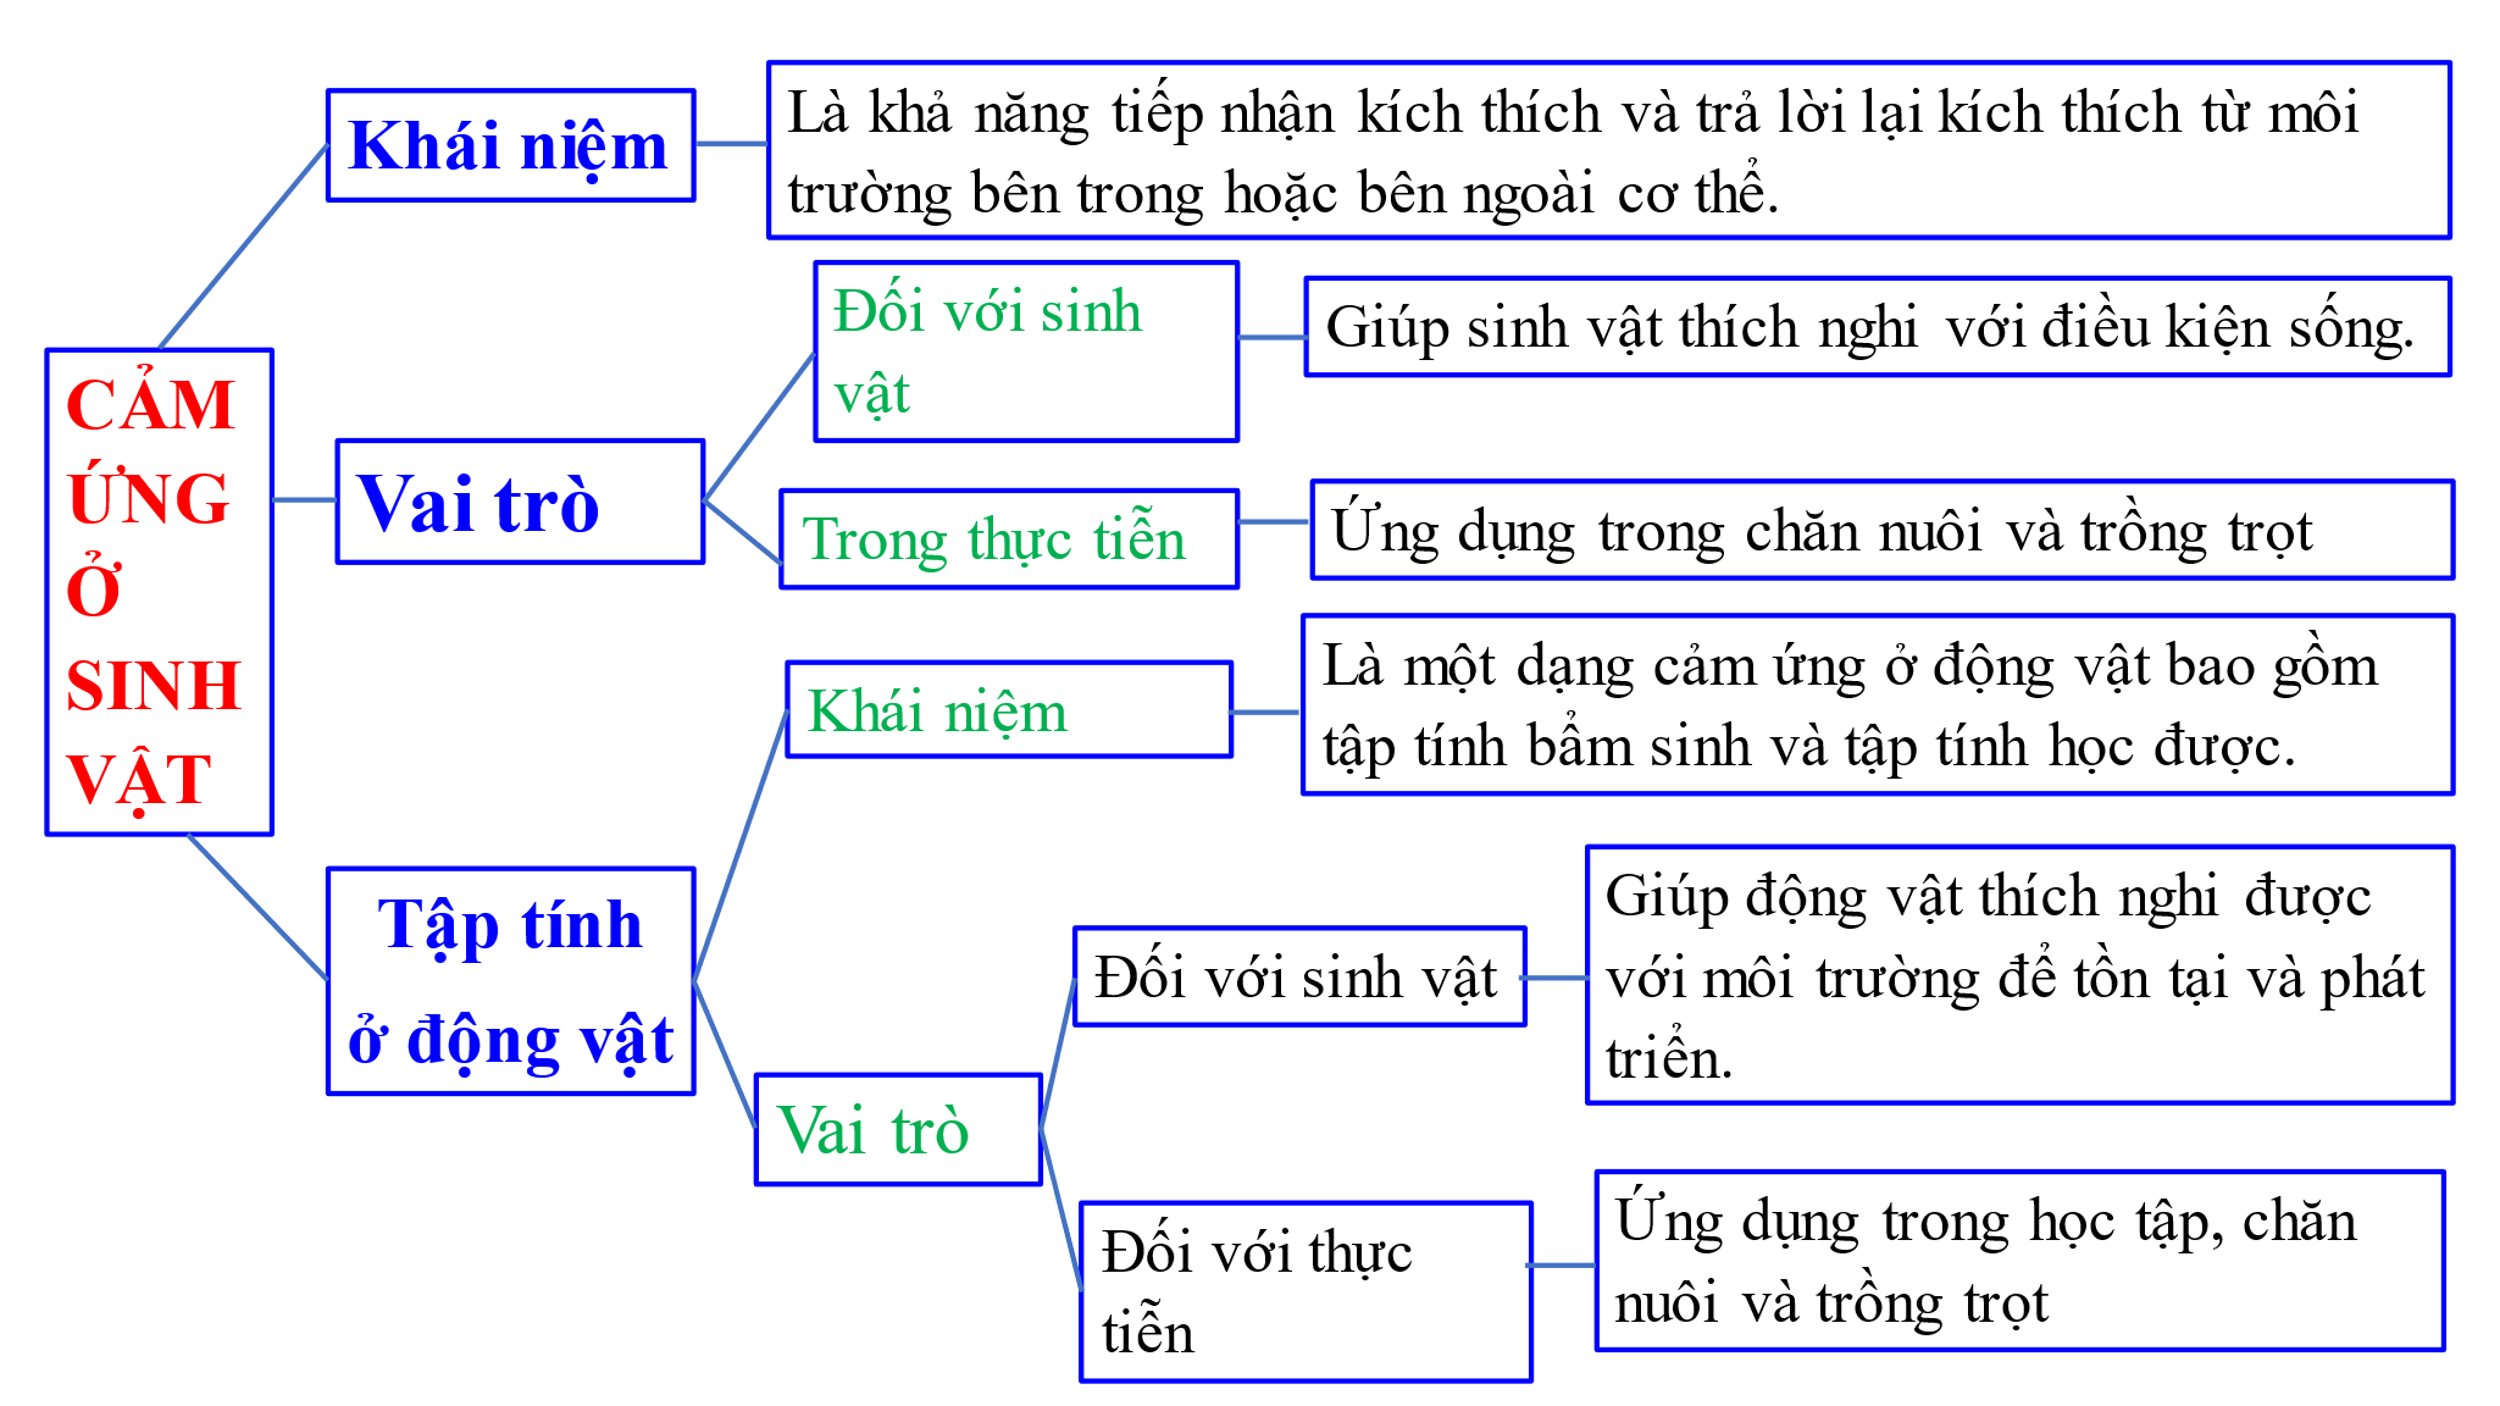 CẢM
ỨNG
Ở
SINH
VẬT
Khái niệm
Là khả năng tiếp nhận kích thích và trả lời lại kích thích từ môi
trường bên trong hoặc bên ngoài cơ thể.
Vai trò
Đối với sinh
vật
Giúp sinh vật thích nghi với điều kiện sống.
Trong thực tiễn
Ứng dụng trong chăn nuôi và trồng trọt
Tập tính
ở động vật
Khái niệm
Là một dạng cảm ứng ở động vật bao gồm
tập tính bẩm sinh và tập tính học được.
Vai trò
Đối với sinh vật
Giúp động vật thích nghi được
với môi trường để tồn tại và phát
triển.
Đối với thực
tiễn
Ứng dụng trong học tập, chăn
nuôi và trồng trọt